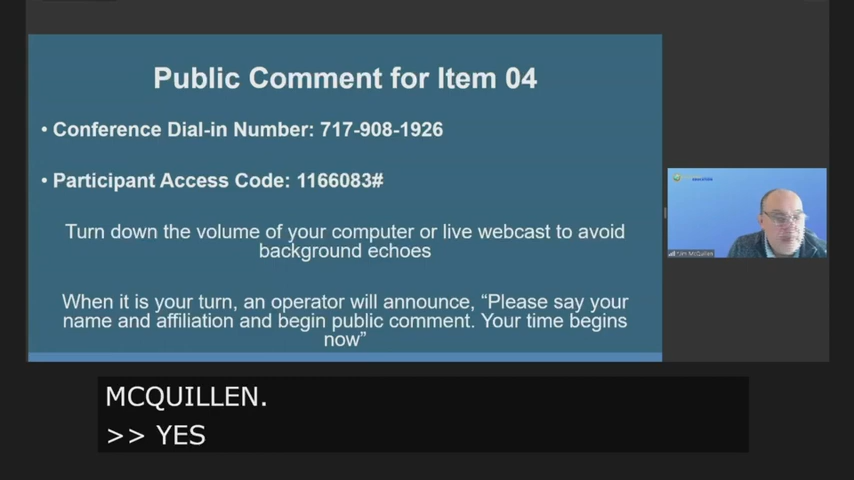 Public Comment for Item 04
• Conference Dial-in Number: 717-908-1926
• Participant Access Code: 1166083#
Turn down the volume of your computer or live webcast to avoid
background echoes
When it is your turn, an operator will announce, “Please say your
name and affiliation and begin public comment. Your time begins
now”
MCQUILLEN.
>> YES